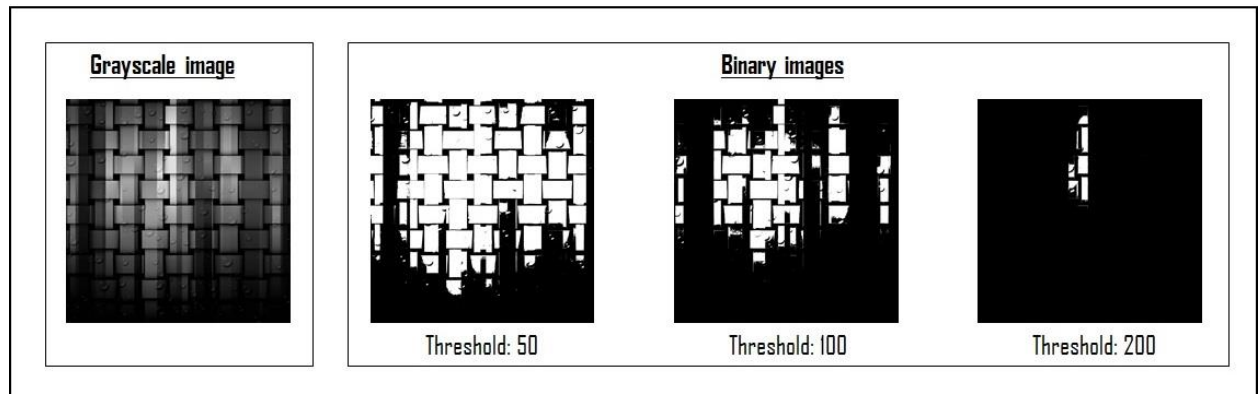 Grayscale image
Binary images
Threshold: 50
Threshold: 100
Threshold: 200